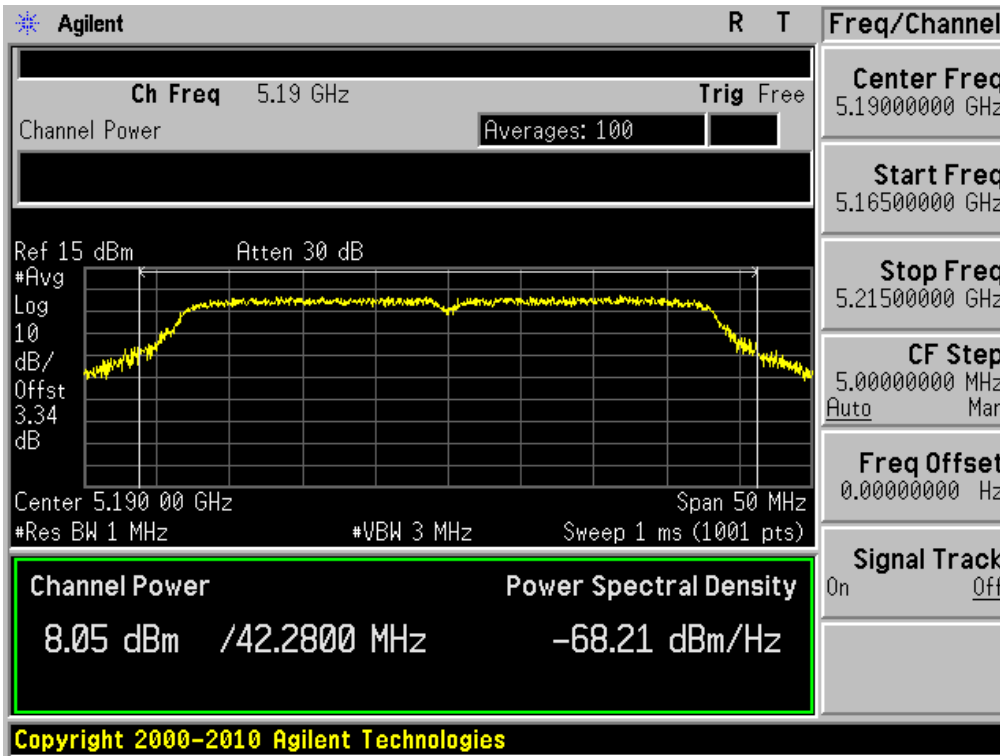 Agilent R T
Freq/Channel
Ch Freq 5.19 GHz Trig Free
Channel Power Averages: 100
Center Freq
5.19000000 GHz
Start Freq
5.16500000 GHz
Stop Freq
5.21500000 GHz
CF Step
5.00000000 MHz
Auto Man
Freq Offset
0.00000000 Hz
Signal Track
On Off
Ref 15 dBm Atten 30 dB
#Avg
Log
10
dB/
Offst
3.34
dB
Center 5.190 00 GHz Span 50 MHz
#Res BW 1 MHz #VBW 3 MHz Sweep 1 ms (1001 pts)
Channel Power Power Spectral Density
8.05 dBm /42.2800 MHz -68.21 dBm/Hz
Copyright 2000-2010 Agilent Technologies